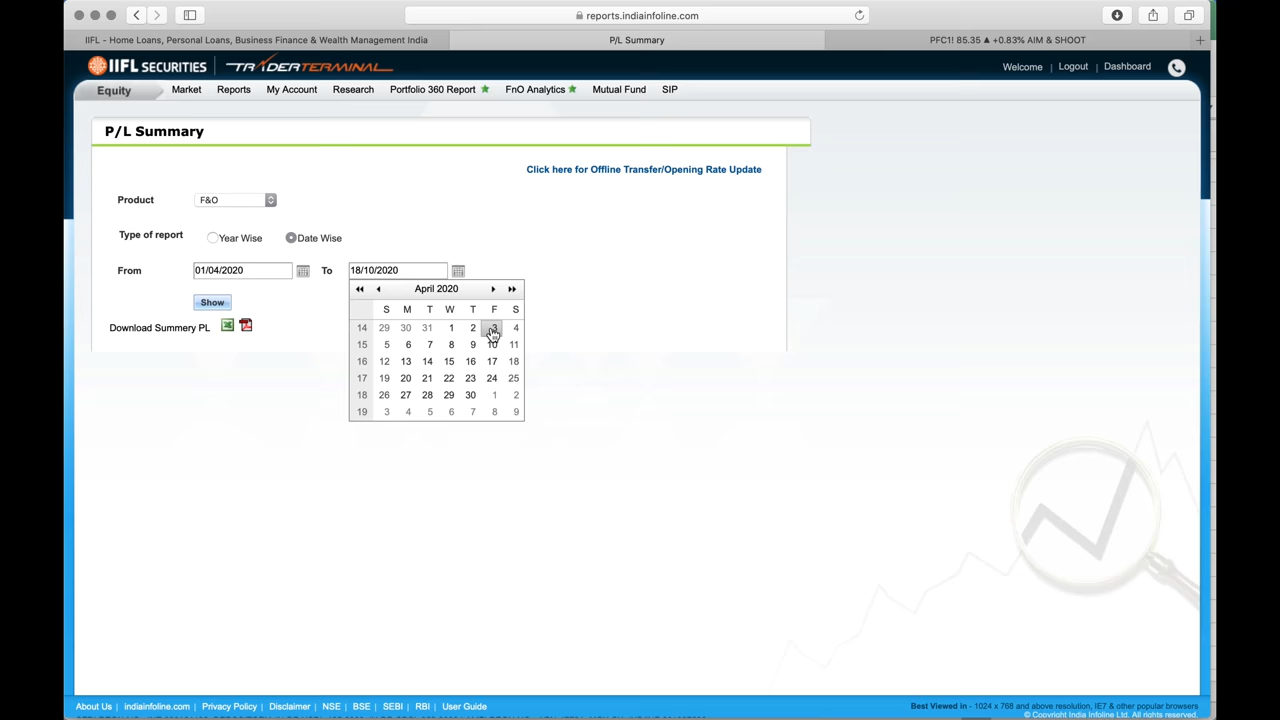 reports.indiainfoline.com
IIFL - Home Loans, Personal Loans, Business Finance & Wealth Management India
P/L Summary
PFC1! 85.35 ▲ +0.83% AIM & SHOOT
IIFL SECURITIES
TRADER TERMINAL
Welcome | Logout | Dashboard
Equity
Market
Reports
My Account
Research
Portfolio 360 Report
FnO Analytics
Mutual Fund
SIP
P/L Summary
Click here for Offline Transfer/Opening Rate Update
Product
F&O
Type of report
Year Wise
Date Wise
From
01/04/2020
To
18/10/2020
Show
Download Summery PL
April 2020
S M T W T F S
14 29 30 31 1 2 3 4
15 5 6 7 8 9 10 11
16 12 13 14 15 16 17 18
17 19 20 21 22 23 24 25
18 26 27 28 29 30 1 2
19 3 4 5 6 7 8 9
About Us | indiainfoline.com | Privacy Policy | Disclaimer | NSE | BSE | SEBI | RBI | User Guide
Best Viewed in - 1024 x 768 and above resolution, IE7 & other popular browsers
© Copyright India Infoline Ltd. All rights reserved.